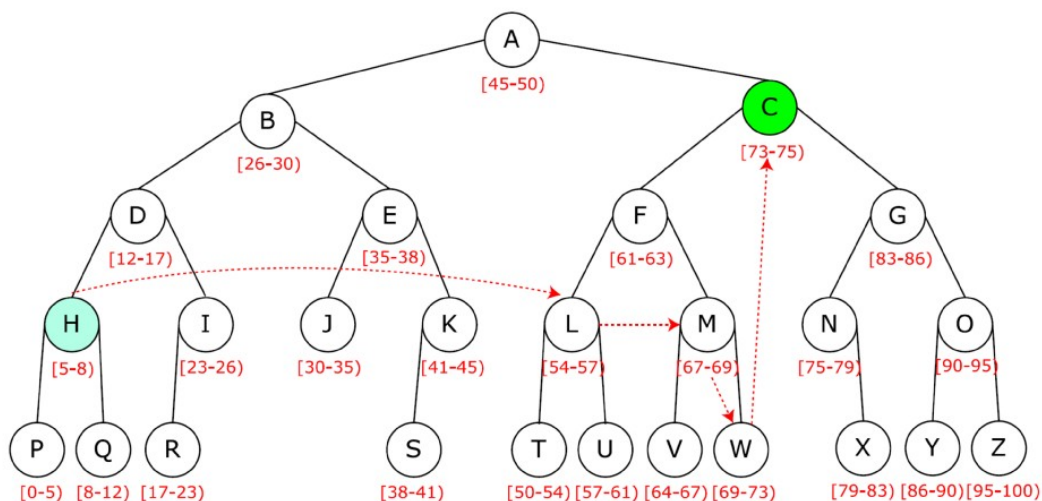 A
[45-50)
B
C
[26-30)
[73-75)
D
E
F
G
[12-17)
[35-38)
[61-63)
[83-86)
H
I
J
K
L
M
N
O
[5-8)
[23-26)
[30-35)
[41-45)
[54-57)
[67-69)
[75-79)
[90-95)
P
Q
R
S
T
U
V
W
X
Y
Z
[0-5)
[8-12)
[17-23)
[38-41)
[50-54)
[57-61)
[64-67)
[69-73)
[79-83)
[86-90)
[95-100)